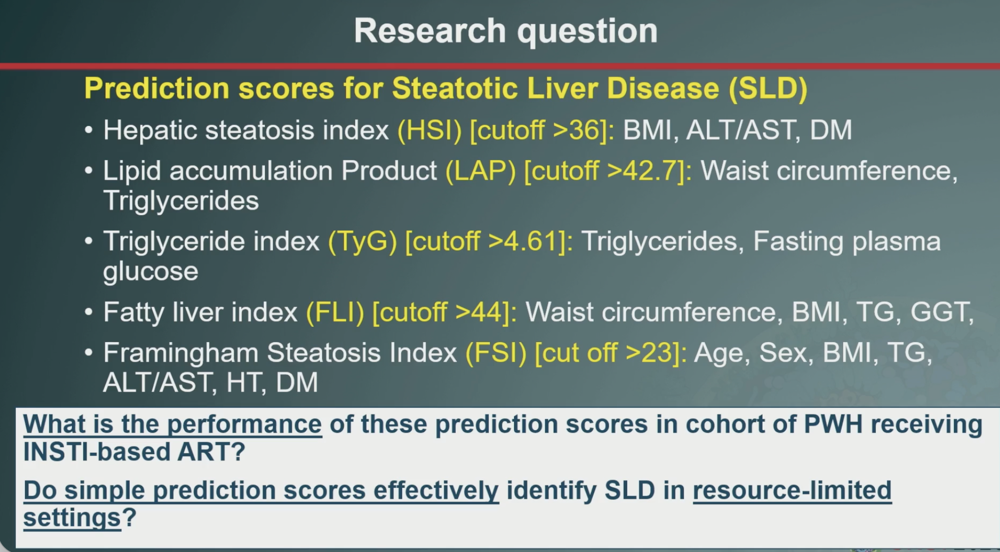 Research question
Prediction scores for Steatotic Liver Disease (SLD)
• Hepatic steatosis index (HSI) [cutoff >36]: BMI, ALT/AST, DM
• Lipid accumulation Product (LAP) [cutoff >42.7]: Waist circumference,
Triglycerides
• Triglyceride index (TyG) [cutoff >4.61]: Triglycerides, Fasting plasma
glucose
• Fatty liver index (FLI) [cutoff >44]: Waist circumference, BMI, TG, GGT,
• Framingham Steatosis Index (FSI) [cut off >23]: Age, Sex, BMI, TG,
ALT/AST, HT, DM
What is the performance of these prediction scores in cohort of PWH receiving
INSTI-based ART?
Do simple prediction scores effectively identify SLD in resource-limited
settings?